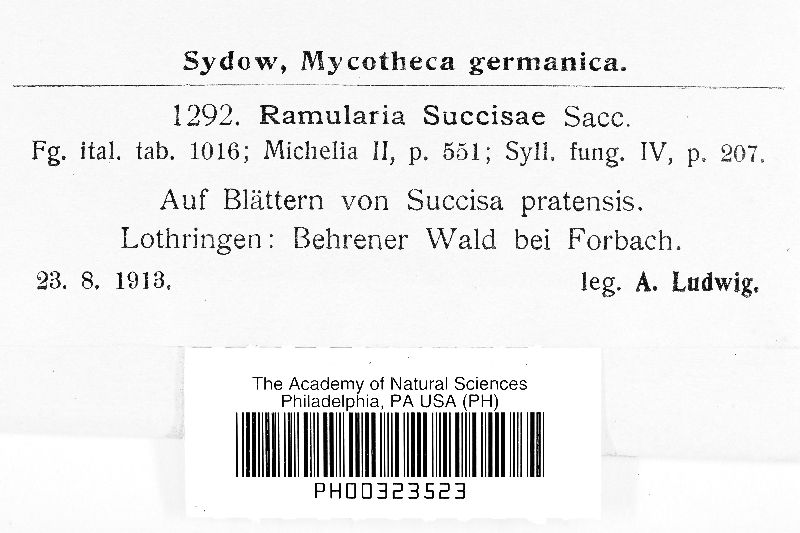 Sydow, Mycotheca germanica.
1292. Ramularia Succisae Sacc.
Fg. ital. tab. 1016; Michelia II, p. 551; Syll. fung. IV, p. 207.
Auf Blättern von Succisa pratensis.
Lothringen: Behrener Wald bei Forbach.
23. 8. 1913. leg. A. Ludwig.
The Academy of Natural Sciences
Philadelphia, PA USA (PH)
PH00323523